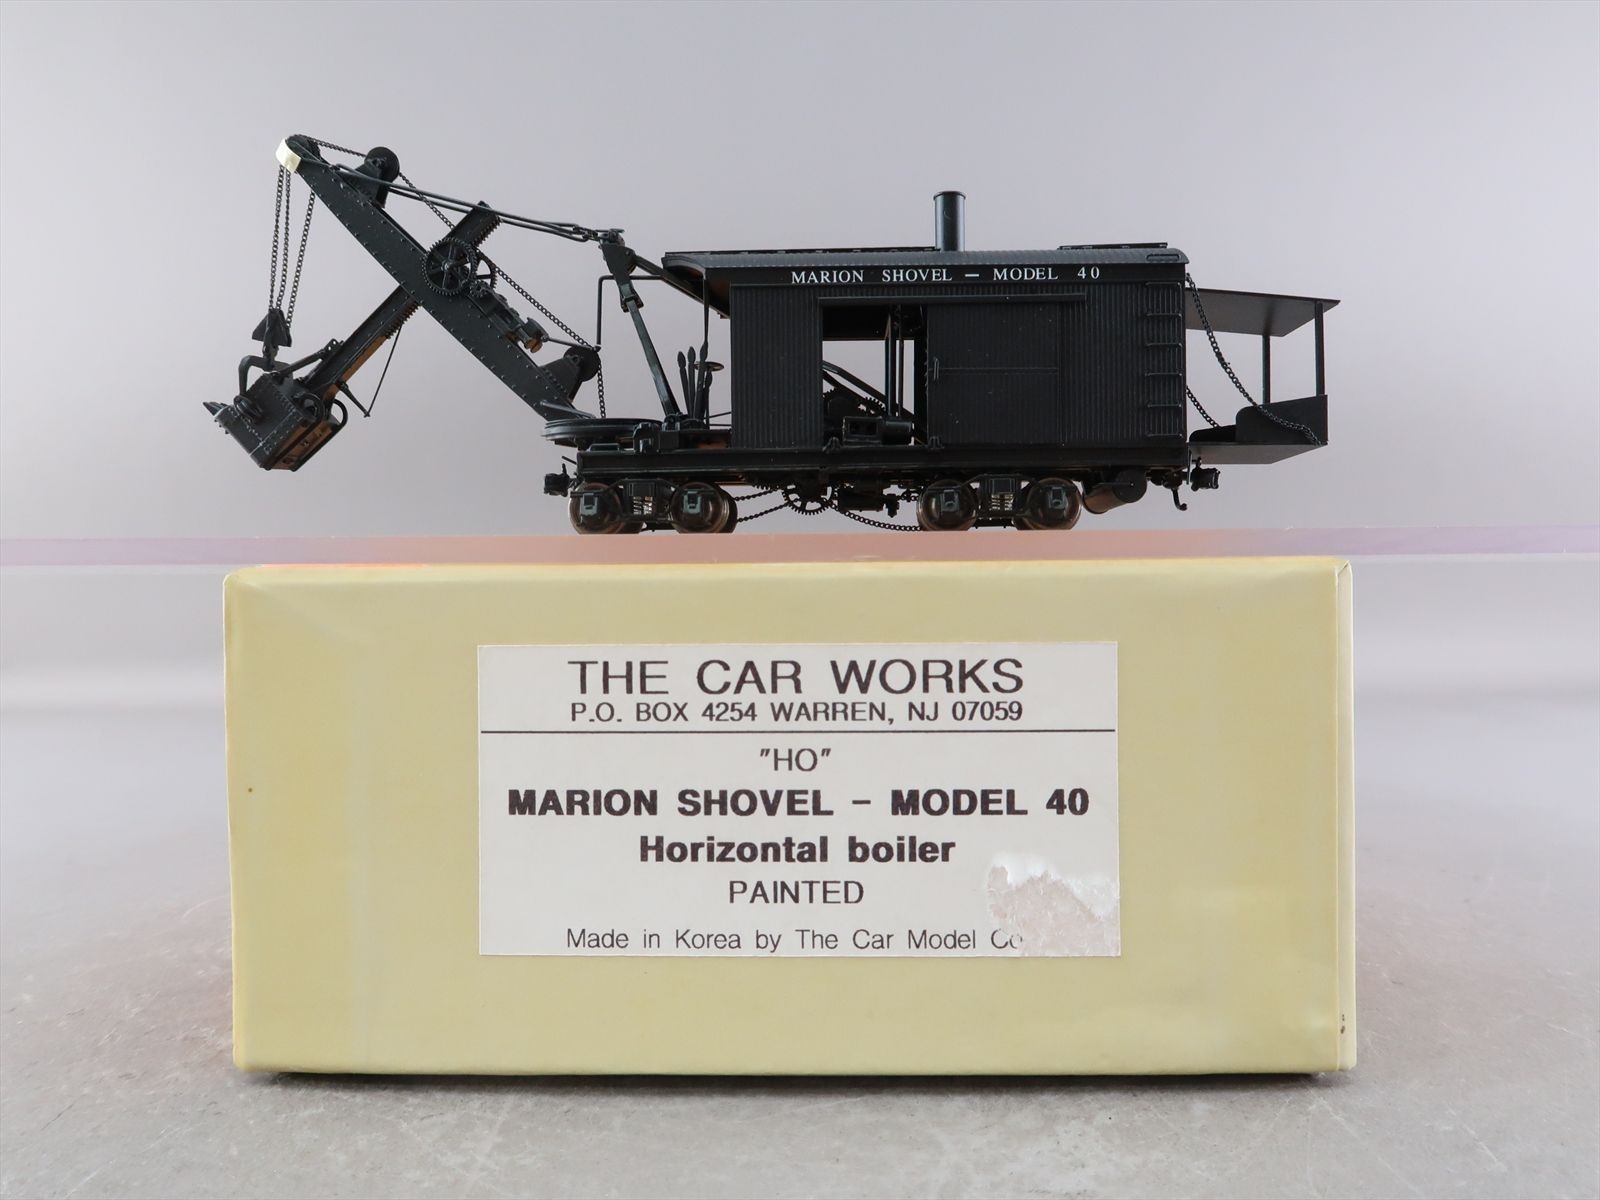 MARION SHOVEL — MODEL 40
THE CAR WORKS
P.O. BOX 4254 WARREN, NJ 07059
"HO"
MARION SHOVEL - MODEL 40
Horizontal boiler
PAINTED
Made in Korea by The Car Model Co